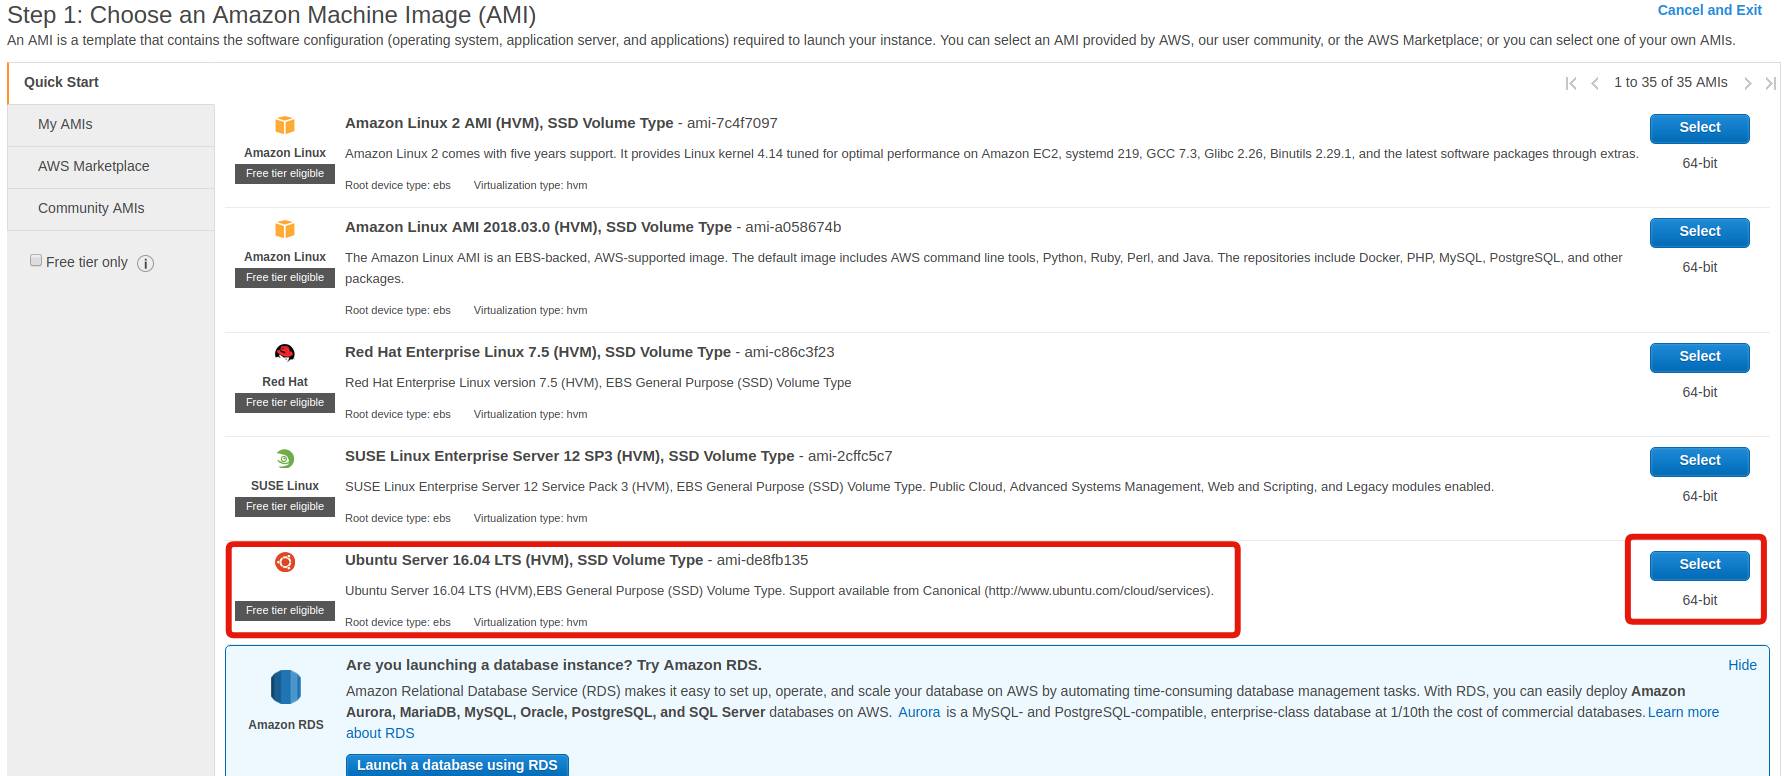 Step 1: Choose an Amazon Machine Image (AMI)
Cancel and Exit
An AMI is a template that contains the software configuration (operating system, application server, and applications) required to launch your instance. You can select an AMI provided by AWS, our user community, or the AWS Marketplace; or you can select one of your own AMIs.
Quick Start
1 to 35 of 35 AMIs
My AMIs
AWS Marketplace
Community AMIs
Free tier only
Amazon Linux 2 AMI (HVM), SSD Volume Type - ami-7c4f7097
Select
Amazon Linux
Amazon Linux 2 comes with five years support. It provides Linux kernel 4.14 tuned for optimal performance on Amazon EC2, systemd 219, GCC 7.3, Glibc 2.26, Binutils 2.29.1, and the latest software packages through extras.
64-bit
Free tier eligible
Root device type: ebs Virtualization type: hvm
Amazon Linux AMI 2018.03.0 (HVM), SSD Volume Type - ami-a058674b
Select
Amazon Linux
The Amazon Linux AMI is an EBS-backed, AWS-supported image. The default image includes AWS command line tools, Python, Ruby, Perl, and Java. The repositories include Docker, PHP, MySQL, PostgreSQL, and other
packages.
64-bit
Free tier eligible
Root device type: ebs Virtualization type: hvm
Red Hat Enterprise Linux 7.5 (HVM), SSD Volume Type - ami-c86c3f23
Select
Red Hat
Red Hat Enterprise Linux version 7.5 (HVM), EBS General Purpose (SSD) Volume Type
64-bit
Free tier eligible
Root device type: ebs Virtualization type: hvm
SUSE Linux Enterprise Server 12 SP3 (HVM), SSD Volume Type - ami-2cffc5c7
Select
SUSE Linux
SUSE Linux Enterprise Server 12 Service Pack 3 (HVM), EBS General Purpose (SSD) Volume Type. Public Cloud, Advanced Systems Management, Web and Scripting, and Legacy modules enabled.
64-bit
Free tier eligible
Root device type: ebs Virtualization type: hvm
Ubuntu Server 16.04 LTS (HVM), SSD Volume Type - ami-de8fb135
Select
Ubuntu Server 16.04 LTS (HVM),EBS General Purpose (SSD) Volume Type. Support available from Canonical (http://www.ubuntu.com/cloud/services).
64-bit
Free tier eligible
Root device type: ebs Virtualization type: hvm
Are you launching a database instance? Try Amazon RDS.
Hide
Amazon RDS
Amazon Relational Database Service (RDS) makes it easy to set up, operate, and scale your database on AWS by automating time-consuming database management tasks. With RDS, you can easily deploy Amazon
Aurora, MariaDB, MySQL, Oracle, PostgreSQL, and SQL Server databases on AWS. Aurora is a MySQL- and PostgreSQL-compatible, enterprise-class database at 1/10th the cost of commercial databases. Learn more
about RDS
Launch a database using RDS